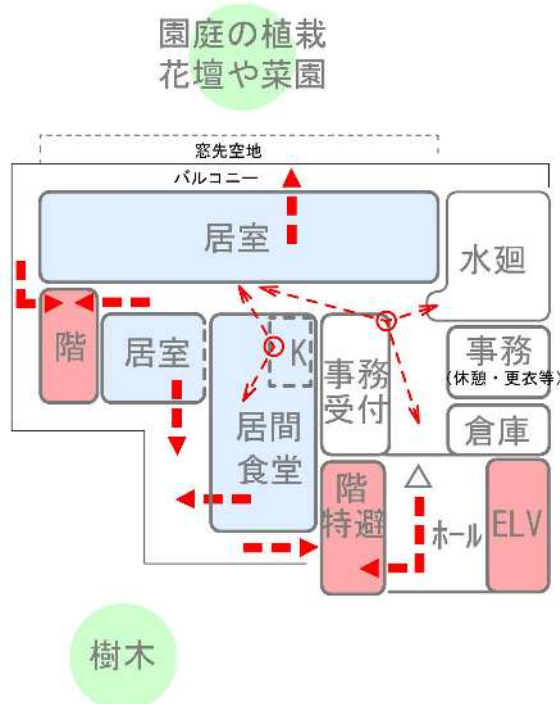 園庭の植栽
花壇や菜園
窓先空地
バルコニー
居室
水廻
階
居室
K
事務
受付
事務
(休憩・更衣等)
居間
食堂
倉庫
階
特避
ホール
ELV
樹木